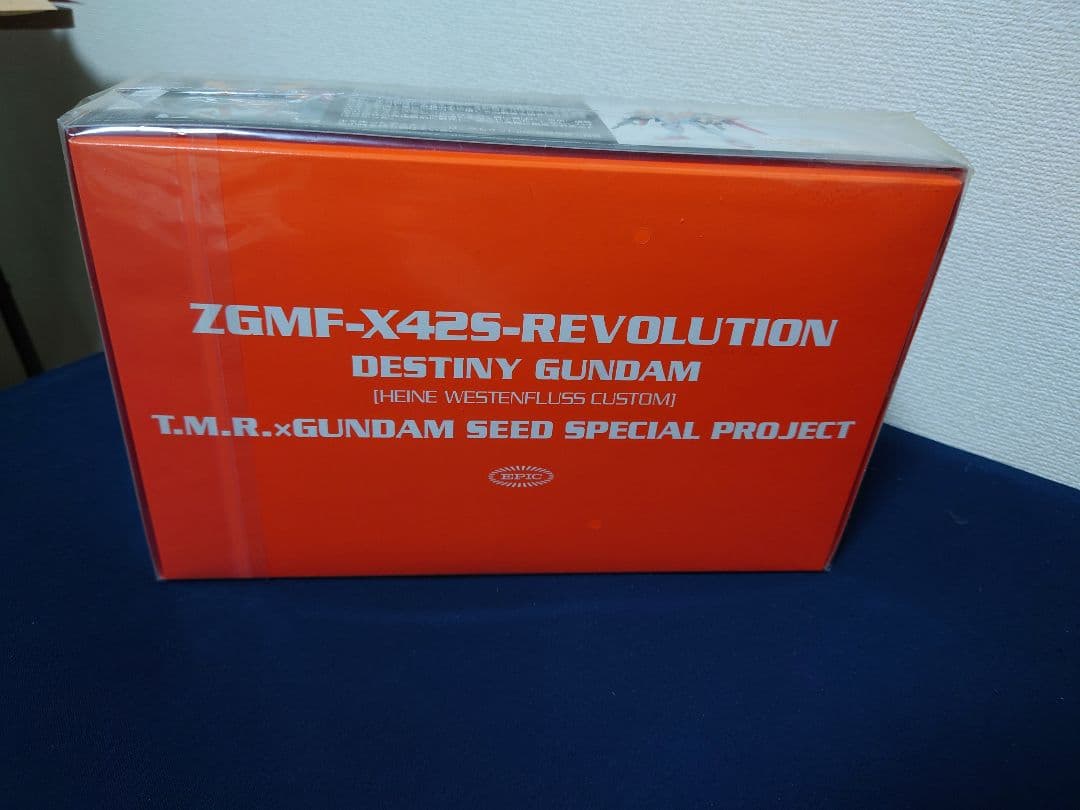 ZGMF-X42S-REVOLUTION
DESTINY GUNDAM
[HEINE WESTENFLUSS CUSTOM]
T.M.R.×GUNDAM SEED SPECIAL PROJECT
EPIC